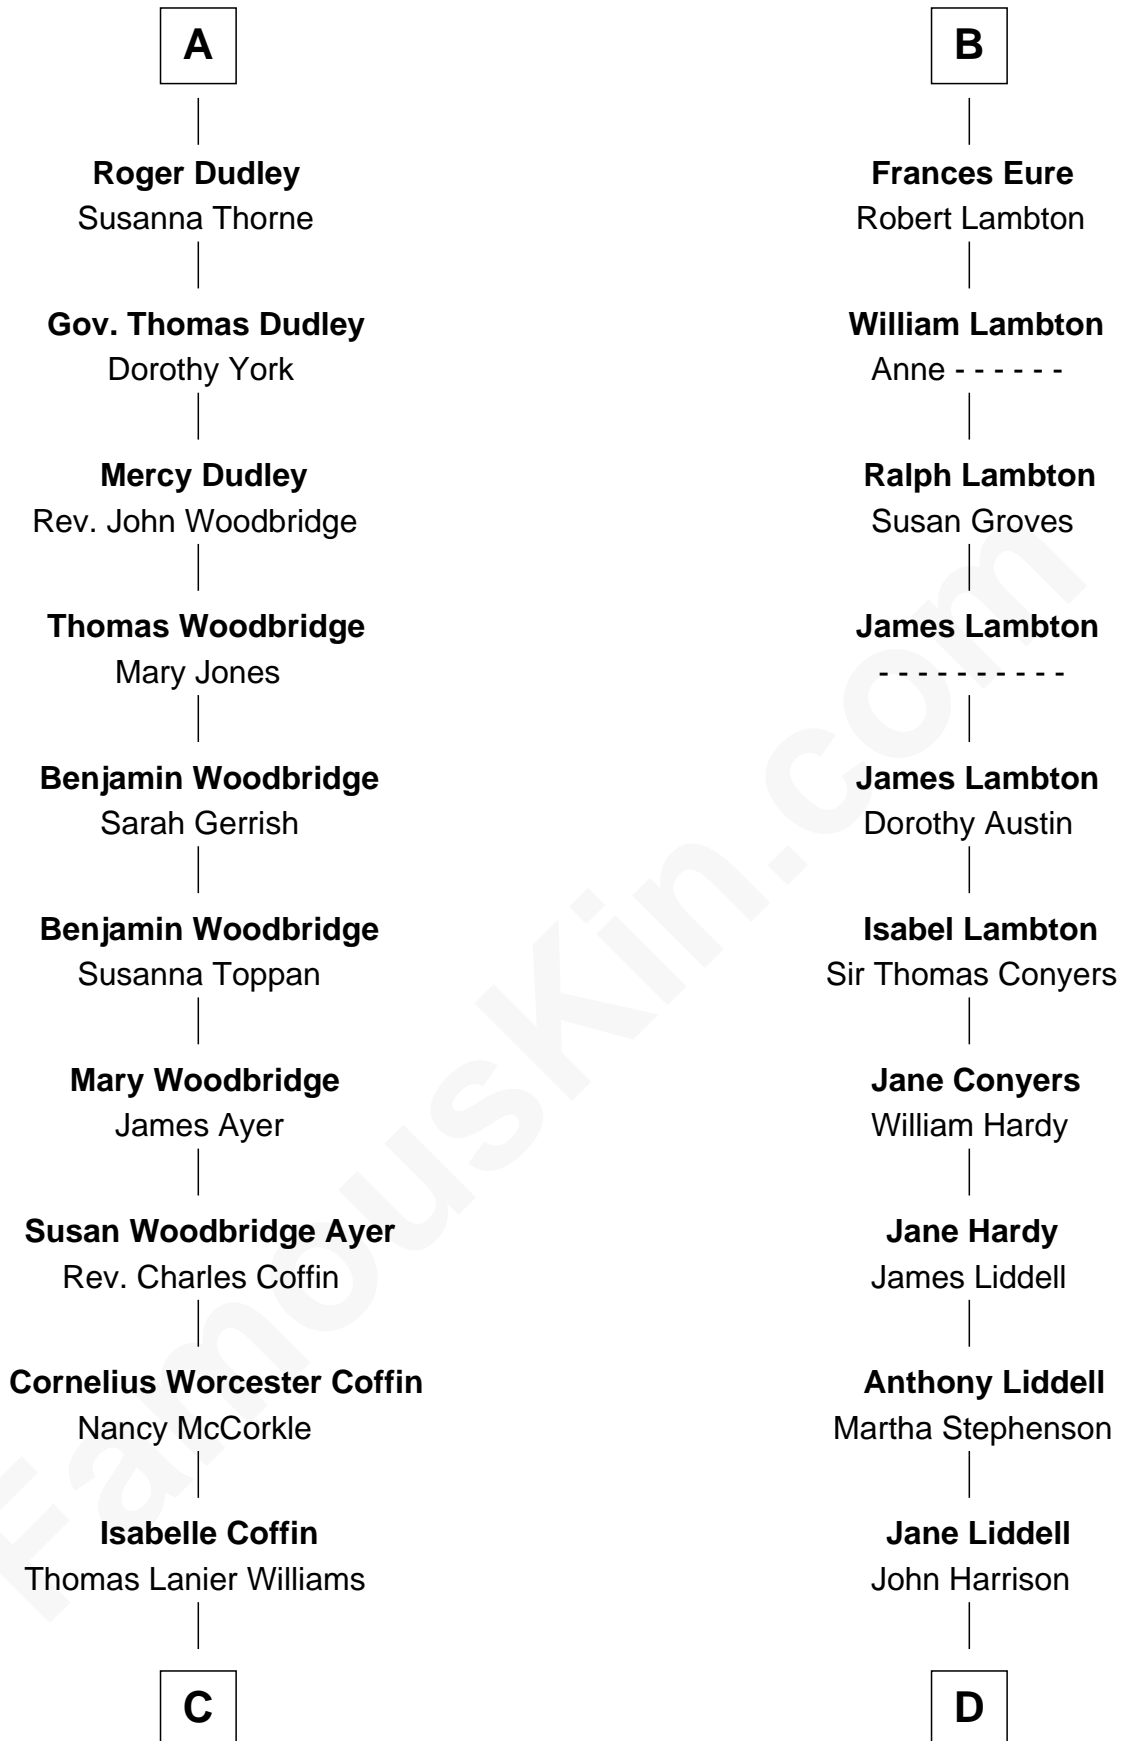 A
Roger Dudley
Susanna Thorne
Gov. Thomas Dudley
Dorothy York
Mercy Dudley
Rev. John Woodbridge
Thomas Woodbridge
Mary Jones
Benjamin Woodbridge
Sarah Gerrish
Benjamin Woodbridge
Susanna Toppan
Mary Woodbridge
James Ayer
Susan Woodbridge Ayer
Rev. Charles Coffin
Cornelius Worcester Coffin
Nancy McCorkle
Isabelle Coffin
Thomas Lanier Williams
C
B
Frances Eure
Robert Lambton
William Lambton
Anne - - - - - -
Ralph Lambton
Susan Groves
James Lambton
- - - - - - - - - -
James Lambton
Dorothy Austin
Isabel Lambton
Sir Thomas Conyers
Jane Conyers
William Hardy
Jane Hardy
James Liddell
Anthony Liddell
Martha Stephenson
Jane Liddell
John Harrison
D
FamousKin.com